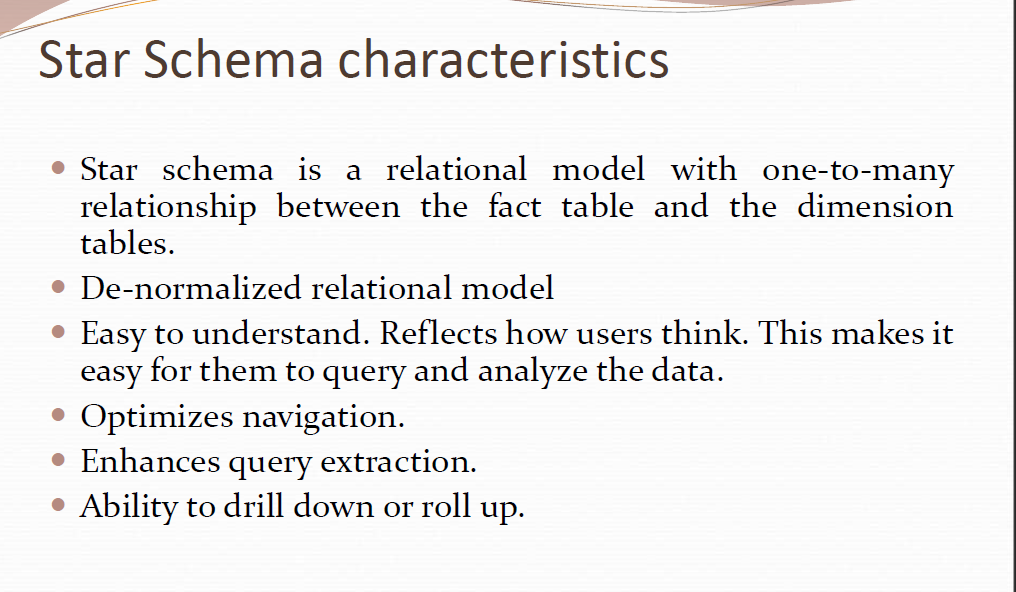 Star Schema characteristics
Star schema is a relational model with one-to-many
relationship between the fact table and the dimension
tables.
De-normalized relational model
Easy to understand. Reflects how users think. This makes it
easy for them to query and analyze the data.
Optimizes navigation.
Enhances query extraction.
Ability to drill down or roll up.